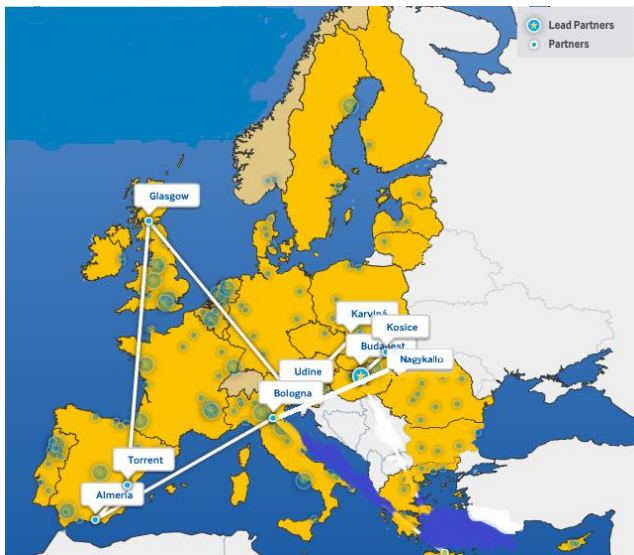 Lead Partners
Partners
Glasgow
Karviná
Kosice
Budapest
Nagykallo
Udine
Bologna
Torrent
Almeria